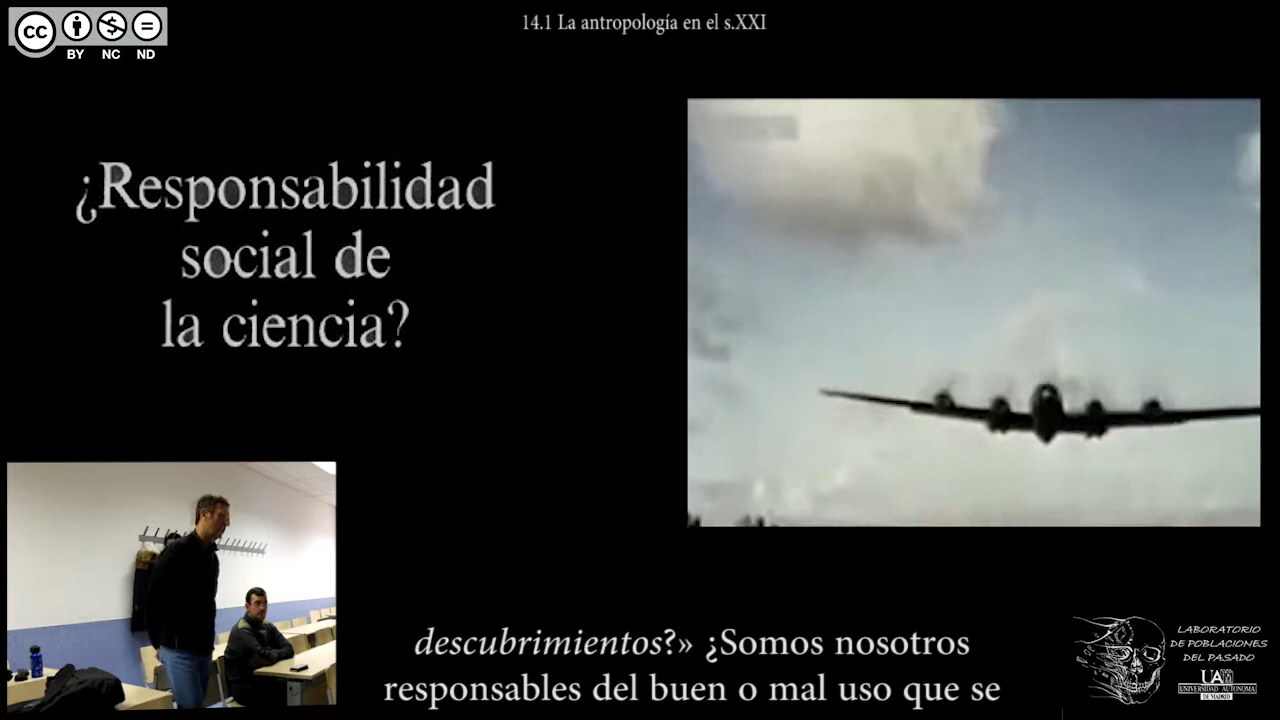 CC
BY NC ND
14.1 La antropología en el s.XXI
¿Responsabilidad
social de
la ciencia?
descubrimientos?» ¿Somos nosotros
responsables del buen o mal uso que se
LABORATORIO
DE POBLACIONES
DEL PASADO
UAM
UNIVERSIDAD AUTONOMA
DE MADRID